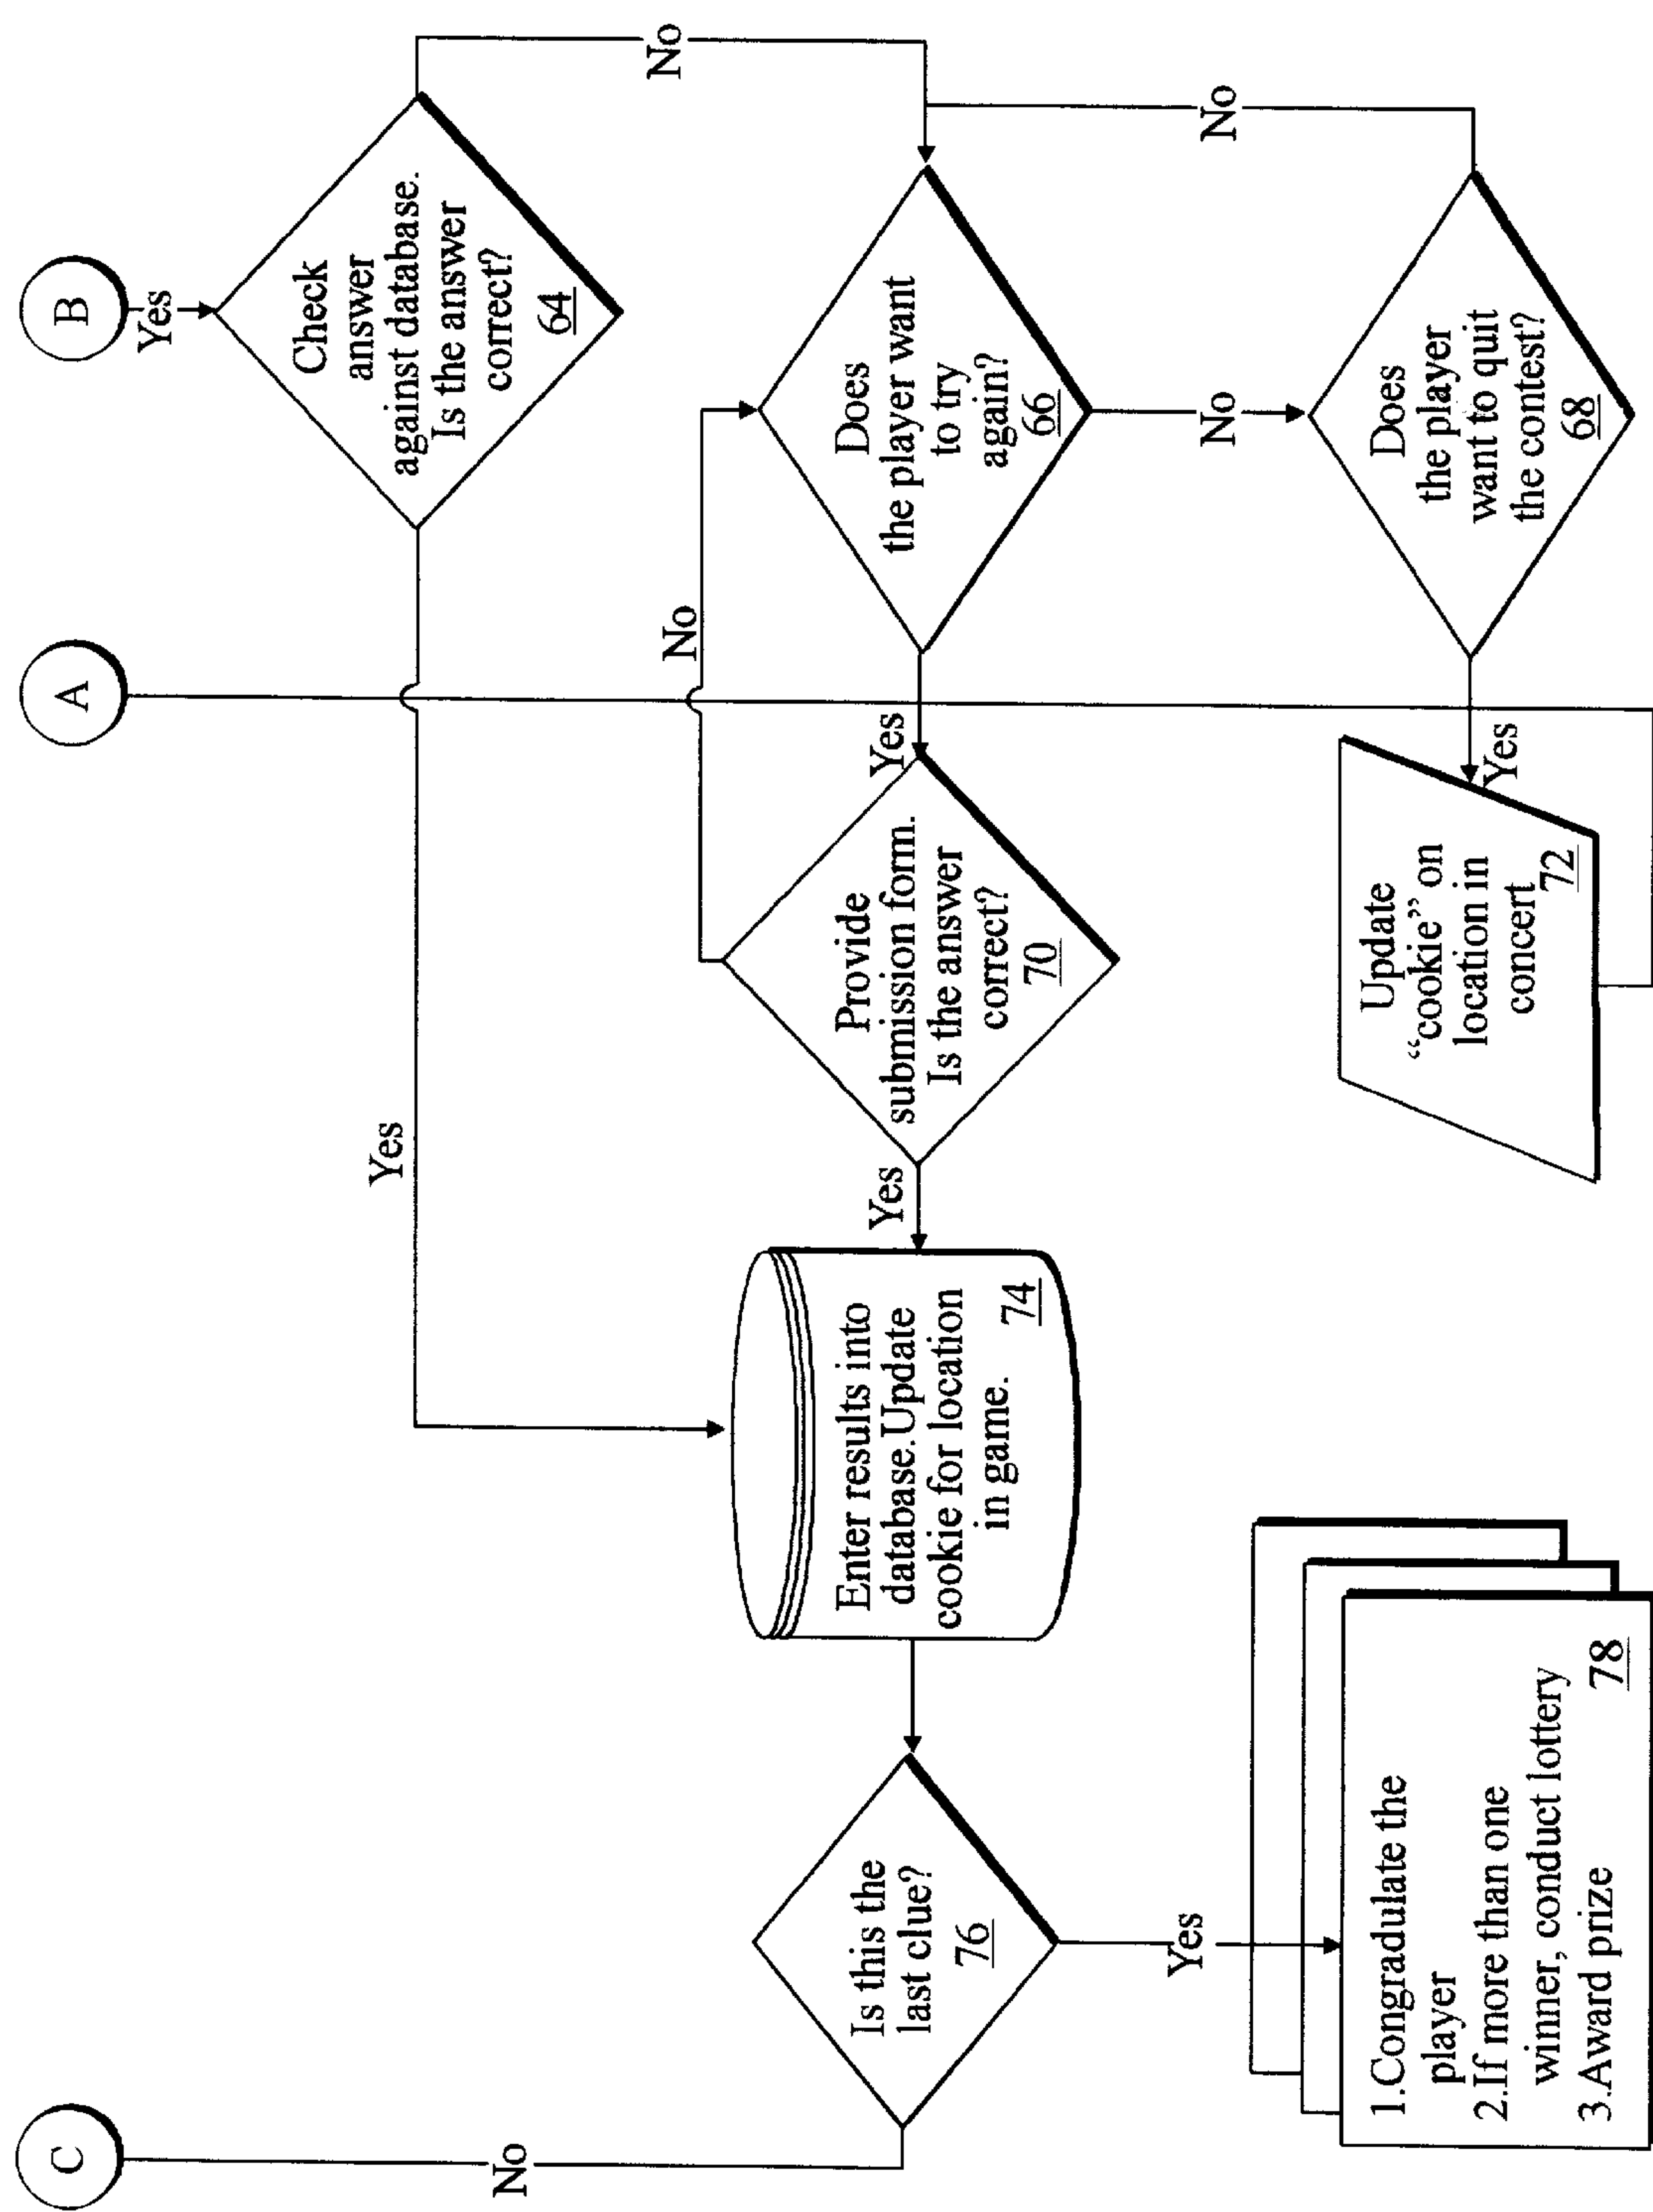 C
A
B
Yes
Check
answer
against database.
Is the answer
correct?
64
No
Yes
No
Does
the player want
to try
again?
66
Yes
No
No
Does
the player
want to quit
the contest?
68
Yes
Provide
submission form.
Is the answer
correct?
70
Yes
Update
“cookie” on
location in
concert
72
Enter results into
database.Update
cookie for location
in game.
74
Is this the
last clue?
76
No
Yes
1.Congradulate the
player
2.If more than one
winner, conduct lottery
3.Award prize
78